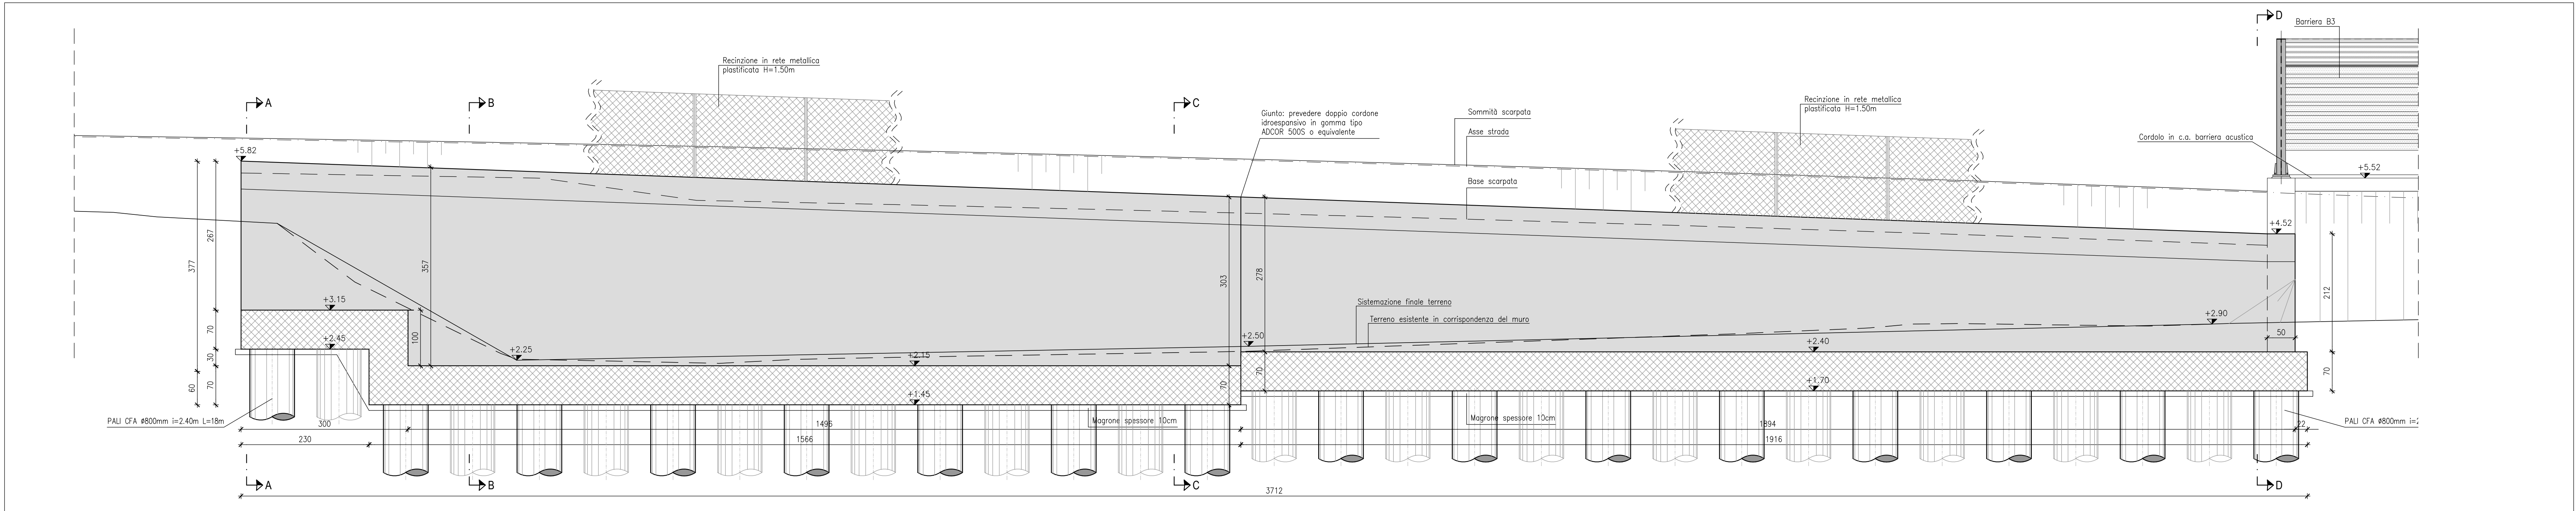 D
Barriera B3
Recinzione in rete metallica
plastificata H=1.50m
A
B
C
Giunto: prevedere doppio cordone
idroespansivo in gomma tipo
ADCOR 500S o equivalente
Sommità scarpata
Asse strada
Recinzione in rete metallica
plastificata H=1.50m
Cordolo in c.a. barriera acustica
+5.82
+5.52
Base scarpata
+4.52
267
377
357
303
278
212
+3.15
Sistemazione finale terreno
Terreno esistente in corrispondenza del muro
+2.90
50
70
+2.45
100
+2.25
+2.50
+2.15
+2.40
30
60
70
70
70
70
+1.45
+1.70
PALI CFA Ø800mm i=2.40m L=18m
300
1496
Magrone spessore 10cm
Magrone spessore 10cm
1894
22
PALI CFA Ø800mm i=2
230
1566
1916
A
B
C
D
3712